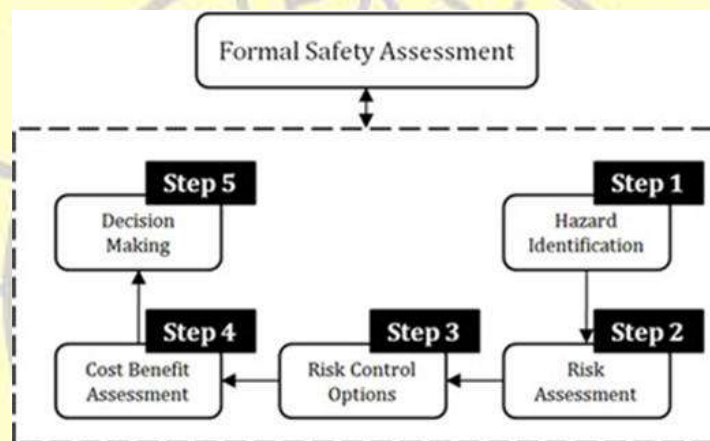 Formal Safety Assessment
Step 5
Decision
Making
Step 1
Hazard
Identification
Step 4
Cost Benefit
Assessment
Step 3
Risk Control
Options
Step 2
Risk
Assessment